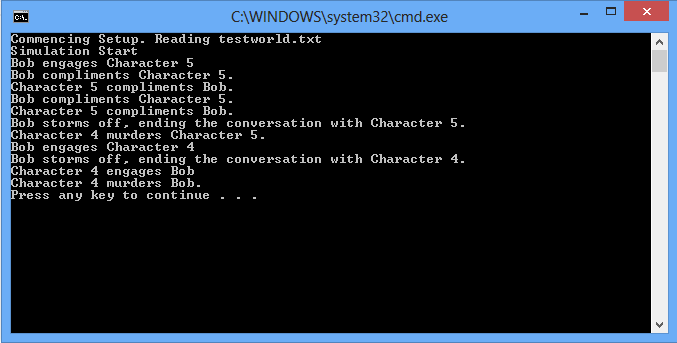 C:\WINDOWS\system32\cmd.exe
Commencing Setup. Reading testworld.txt
Simulation Start
Bob engages Character 5
Bob compliments Character 5.
Character 5 compliments Bob.
Bob compliments Character 5.
Character 5 compliments Bob.
Bob storms off, ending the conversation with Character 5.
Character 4 murders Character 5.
Bob engages Character 4
Bob storms off, ending the conversation with Character 4.
Character 4 engages Bob
Character 4 murders Bob.
Press any key to continue . . .